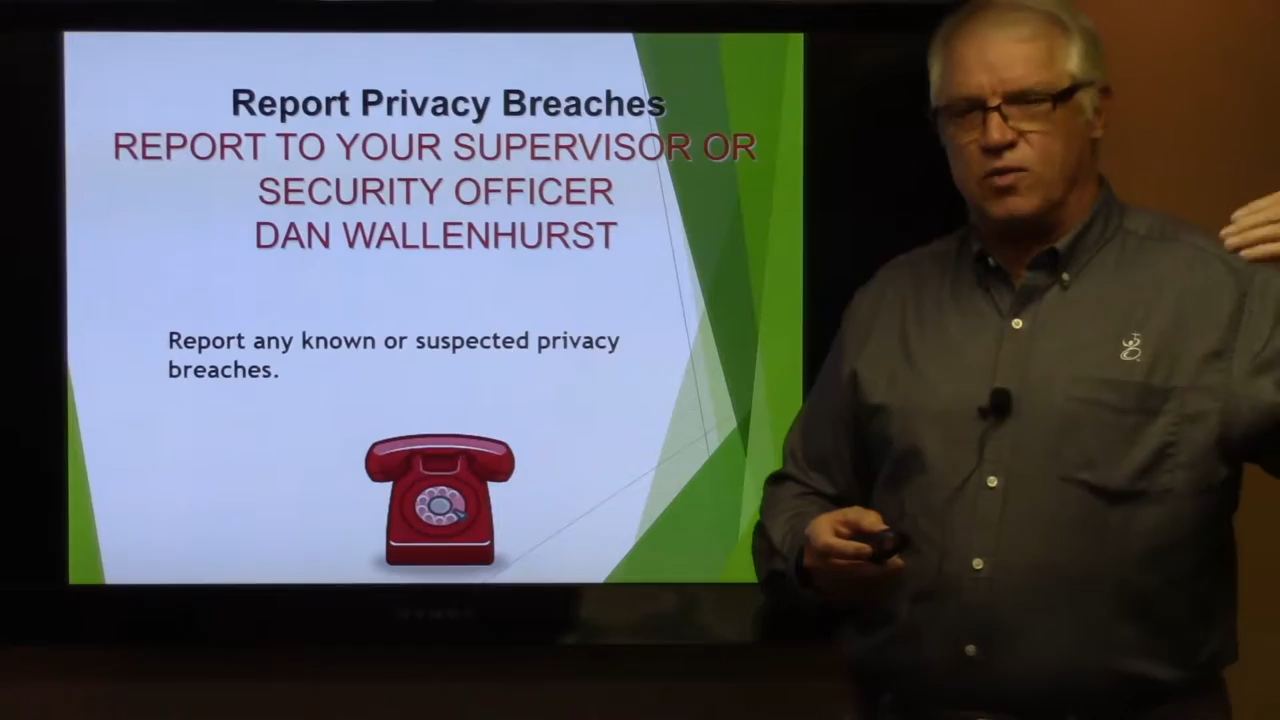 Report Privacy Breaches
REPORT TO YOUR SUPERVISOR OR
SECURITY OFFICER
DAN WALLENHURST
Report any known or suspected privacy
breaches.